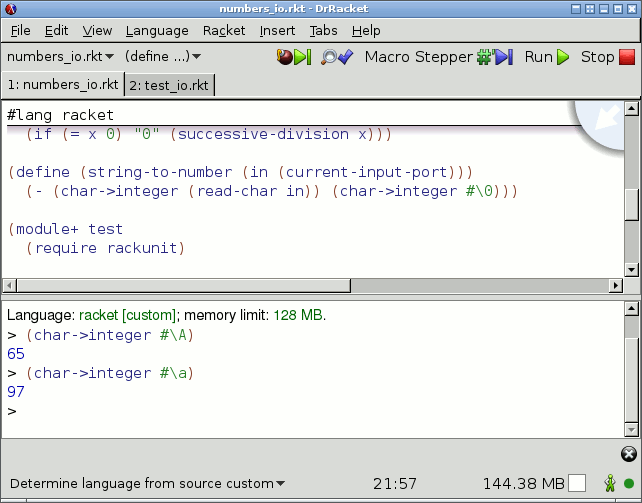 numbers_io.rkt - DrRacket
File Edit View Language Racket Insert Tabs Help
numbers_io.rkt (define ...) Macro Stepper Run Stop
1: numbers_io.rkt 2: test_io.rkt
#lang racket
(if (= x 0) "0" (successive-division x)))
(define (string-to-number (in (current-input-port)))
(- (char->integer (read-char in)) (char->integer #\0)))
(module+ test
(require rackunit)
Language: racket [custom]; memory limit: 128 MB.
> (char->integer #\A)
65
> (char->integer #\a)
97
>
Determine language from source custom 21:57 144.38 MB